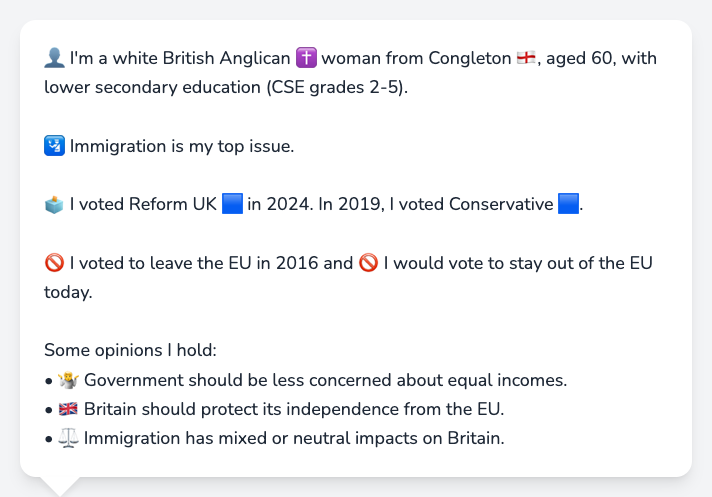 👤 I'm a white British Anglican ✝️ woman from Congleton 🏴󠁧󠁢󠁥󠁮󠁧󠁿, aged 60, with
lower secondary education (CSE grades 2-5).
🛂 Immigration is my top issue.
🗳️ I voted Reform UK 🟦 in 2024. In 2019, I voted Conservative 🟦.
🚫 I voted to leave the EU in 2016 and 🚫 I would vote to stay out of the EU
today.
Some opinions I hold:
• 🤷 Government should be less concerned about equal incomes.
• 🇬🇧 Britain should protect its independence from the EU.
• ⚖️ Immigration has mixed or neutral impacts on Britain.